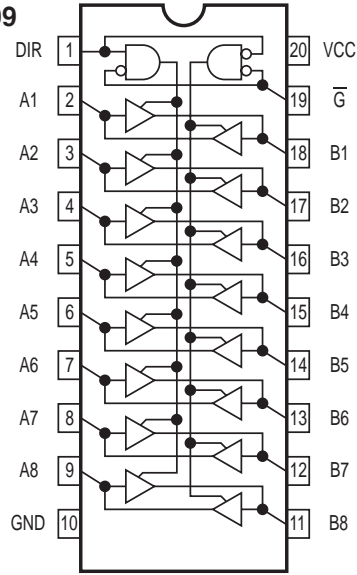 99
DIR 1 20 VCC
A1 2 19 G̅
A2 3 18 B1
A3 4 17 B2
A4 5 16 B3
A5 6 15 B4
A6 7 14 B5
A7 8 13 B6
A8 9 12 B7
GND 10 11 B8